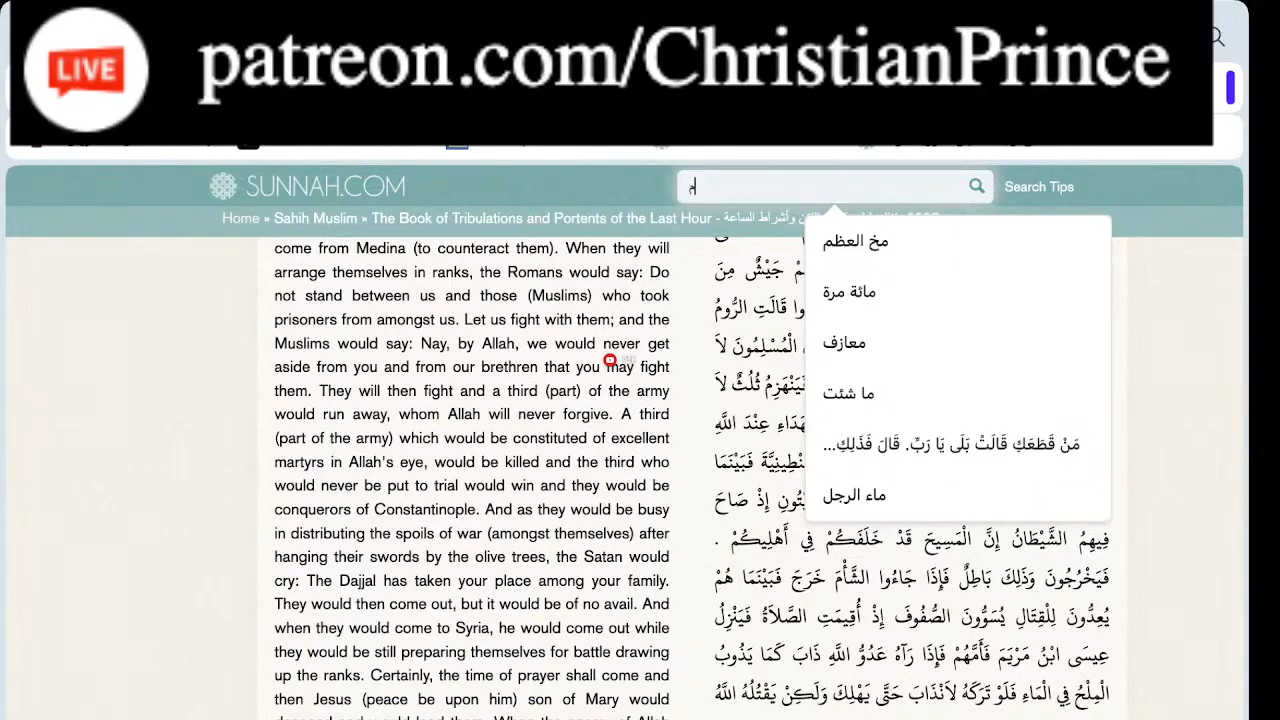 LIVE
patreon.com/ChristianPrince
SUNNAH.COM
م
Search Tips
Home » Sahih Muslim » The Book of Tribulations and Portents of the Last Hour - وأشراط الساعة
come from Medina (to counteract them). When they will
arrange themselves in ranks, the Romans would say: Do
not stand between us and those (Muslims) who took
prisoners from amongst us. Let us fight with them; and the
Muslims would say: Nay, by Allah, we would never get
aside from you and from our brethren that you may fight
them. They will then fight and a third (part) of the army
would run away, whom Allah will never forgive. A third
(part of the army) which would be constituted of excellent
martyrs in Allah's eye, would be killed and the third who
would never be put to trial would win and they would be
conquerors of Constantinople. And as they would be busy
in distributing the spoils of war (amongst themselves) after
hanging their swords by the olive trees, the Satan would
cry: The Dajjal has taken your place among your family.
They would then come out, but it would be of no avail. And
when they would come to Syria, he would come out while
they would be still preparing themselves for battle drawing
up the ranks. Certainly, the time of prayer shall come and
then Jesus (peace be upon him) son of Mary would
مخ العظم
مائة مرة
معازف
ما شئت
مَنْ قَطَعَكِ قَالَتْ بَلَى يَا رَبِّ. قَالَ فَذَلِكِ...
ماء الرجل
جَيْشٌ مِنَ
قَالَتِ الرُّومُ
الْمُسْلِمُونَ لاَ
فَيَنْهَزِمُ ثُلُثٌ لاَ
عِنْدَ اللَّهِ
فَبَيْنَمَا
إِذْ صَاحَ
فِيهِمُ الشَّيْطَانُ إِنَّ الْمَسِيحَ قَدْ خَلَفَكُمْ فِي أَهْلِيكُمْ .
فَيَخْرُجُونَ وَذَلِكَ بَاطِلٌ فَإِذَا جَاءُوا الشَّأْمَ خَرَجَ فَبَيْنَمَا هُمْ
يُعِدُّونَ لِلْقِتَالِ يُسَوُّونَ الصُّفُوفَ إِذْ أُقِيمَتِ الصَّلاَةُ فَيَنْزِلُ
عِيسَى ابْنُ مَرْيَمَ فَأَمَّهُمْ فَإِذَا رَآهُ عَدُوُّ اللَّهِ ذَابَ كَمَا يَذُوبُ
الْمِلْحُ فِي الْمَاءِ فَلَوْ تَرَكَهُ لاَنْذَابَ حَتَّى يَهْلِكَ وَلَكِنْ يَقْتُلُهُ اللَّهُ